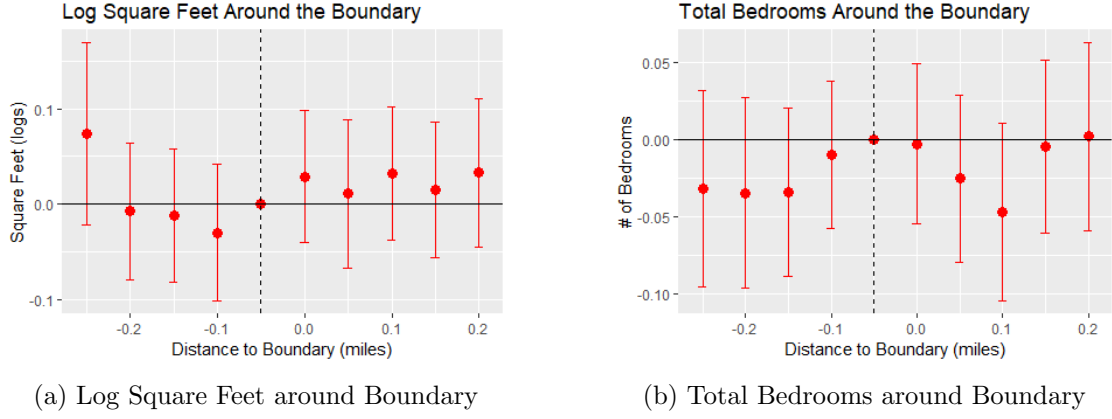 Log Square Feet Around the Boundary
Square Feet (logs)
0.1
0.0
-0.1
-0.2
-0.1
0.0
0.1
0.2
Distance to Boundary (miles)
(a) Log Square Feet around Boundary
Total Bedrooms Around the Boundary
# of Bedrooms
0.05
0.00
-0.05
-0.10
-0.2
-0.1
0.0
0.1
0.2
Distance to Boundary (miles)
(b) Total Bedrooms around Boundary